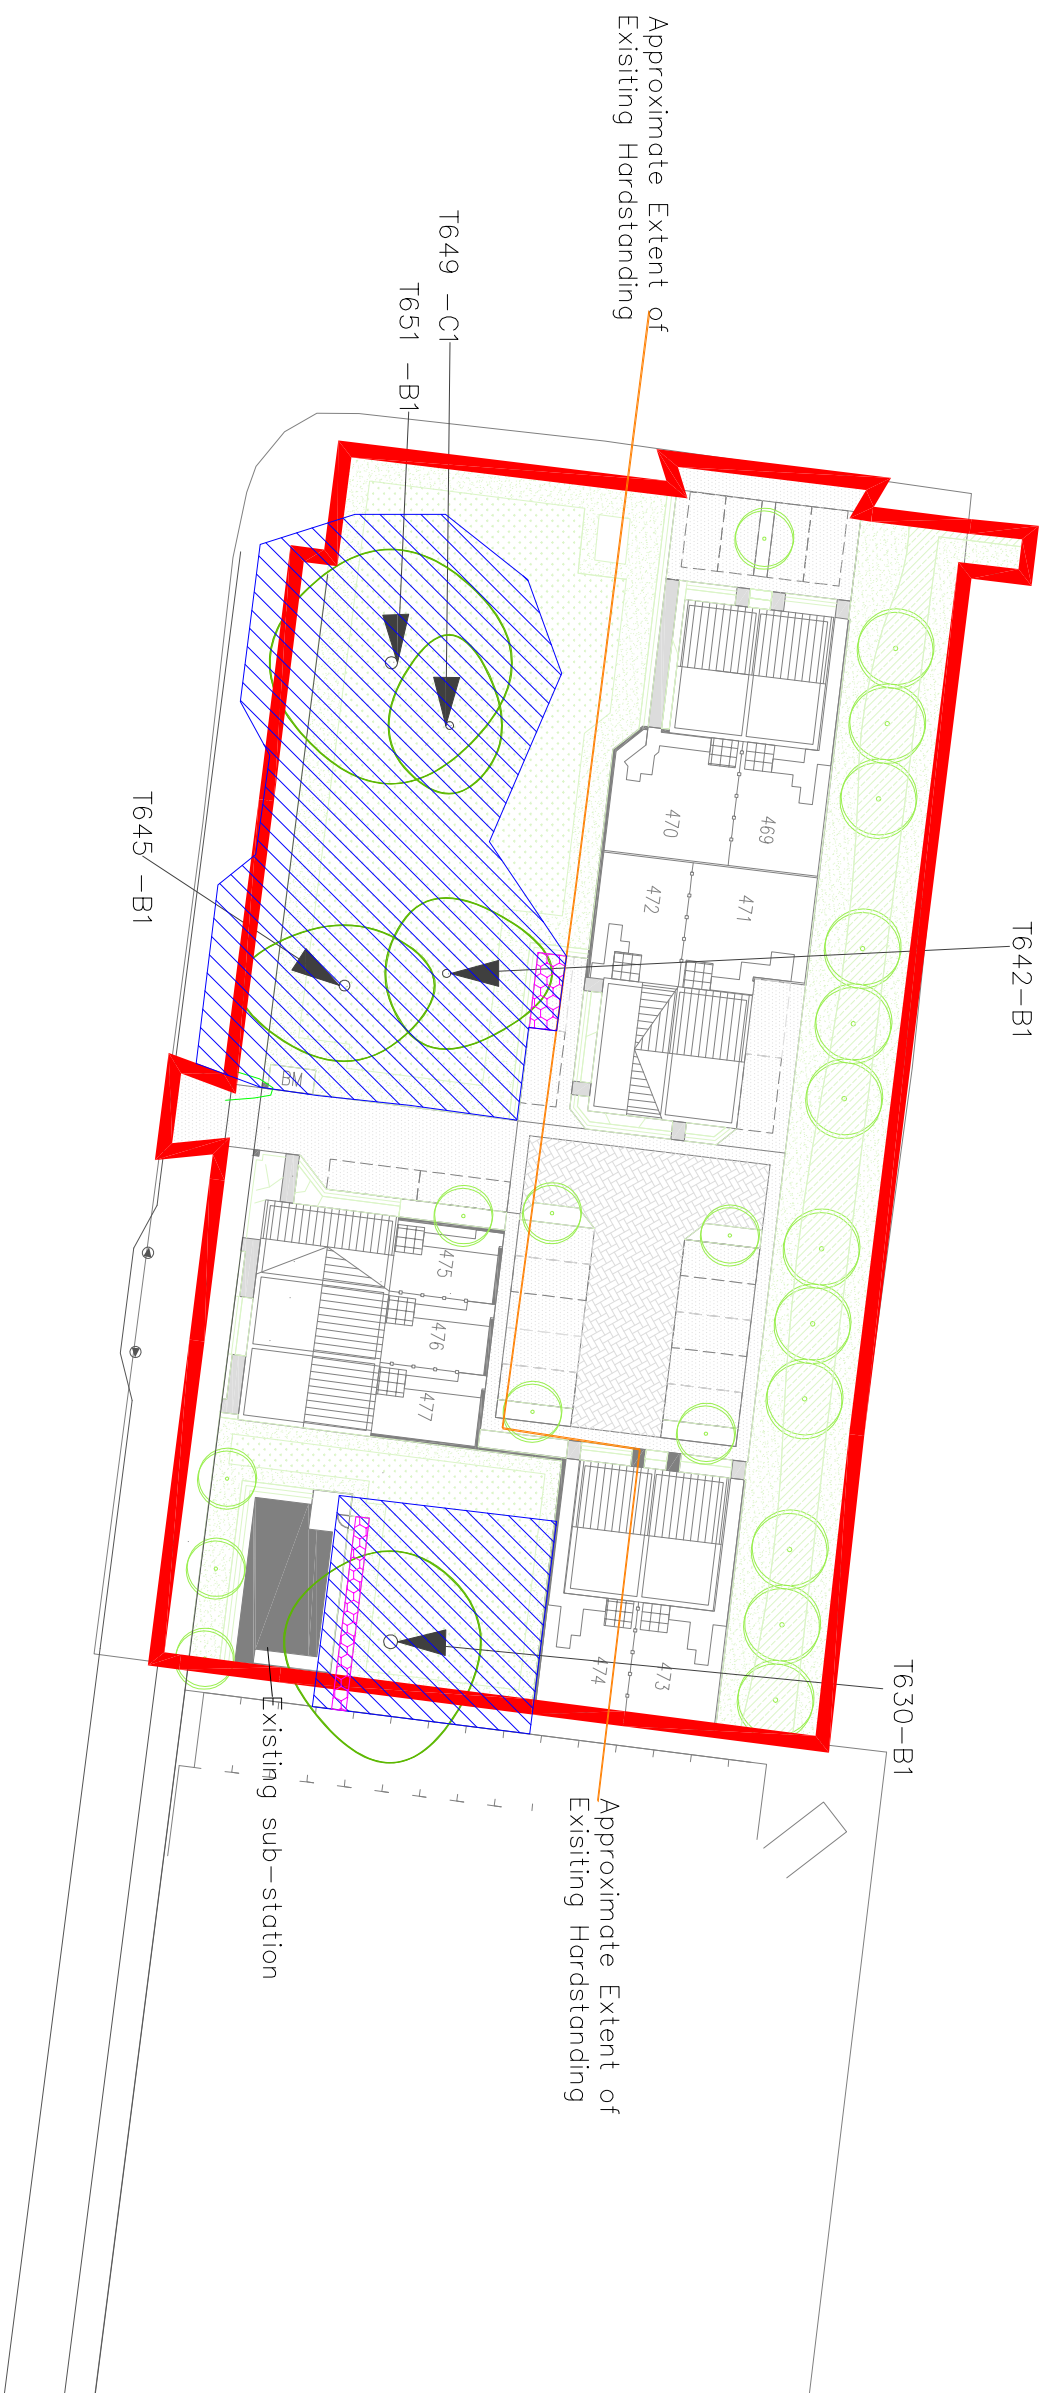 Approximate Extent of
Exisiting Hardstanding
T649 -C1
T651 -B1
T645 -B1
T642-B1
469
470
471
472
BM
475
476
477
474
473
T630-B1
Existing sub-station
Approximate Extent of
Exisiting Hardstanding